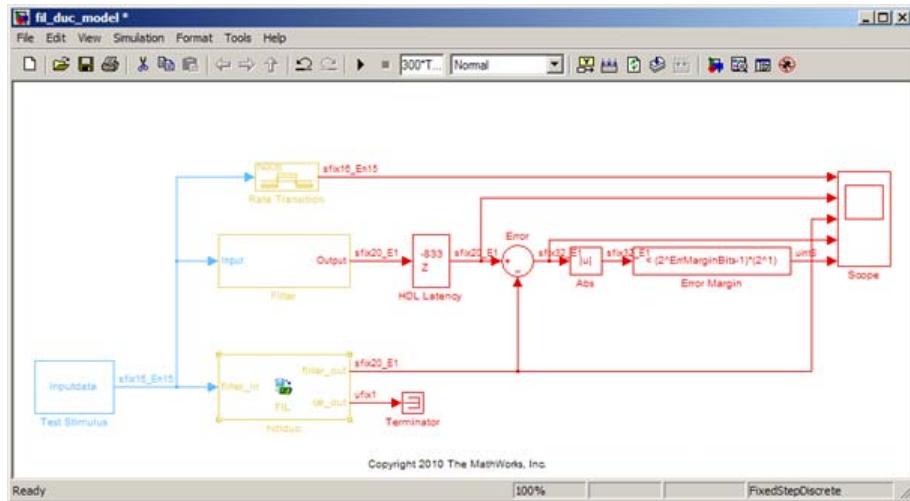 fil_duc_model *
File Edit View Simulation Format Tools Help
300*T... Normal
sfix16_En15
Rate Transition
Input
Output
Filter
sfix20_E1
-833
Z
HDL Latency
sfix20_E1
Error
sfix32_E1
|u|
Abs
sfix32_E1
< (2^ErrMarginBits-1)*(2^1)
Error Margin
Scope
Inputdata
Test Stimulus
sfix16_En15
filter_in
filter_out
FIL
ce_out
sfix20_E1
ufix1
Terminator
Copyright 2010 The MathWorks, Inc.
Ready 100% FixedStepDiscrete